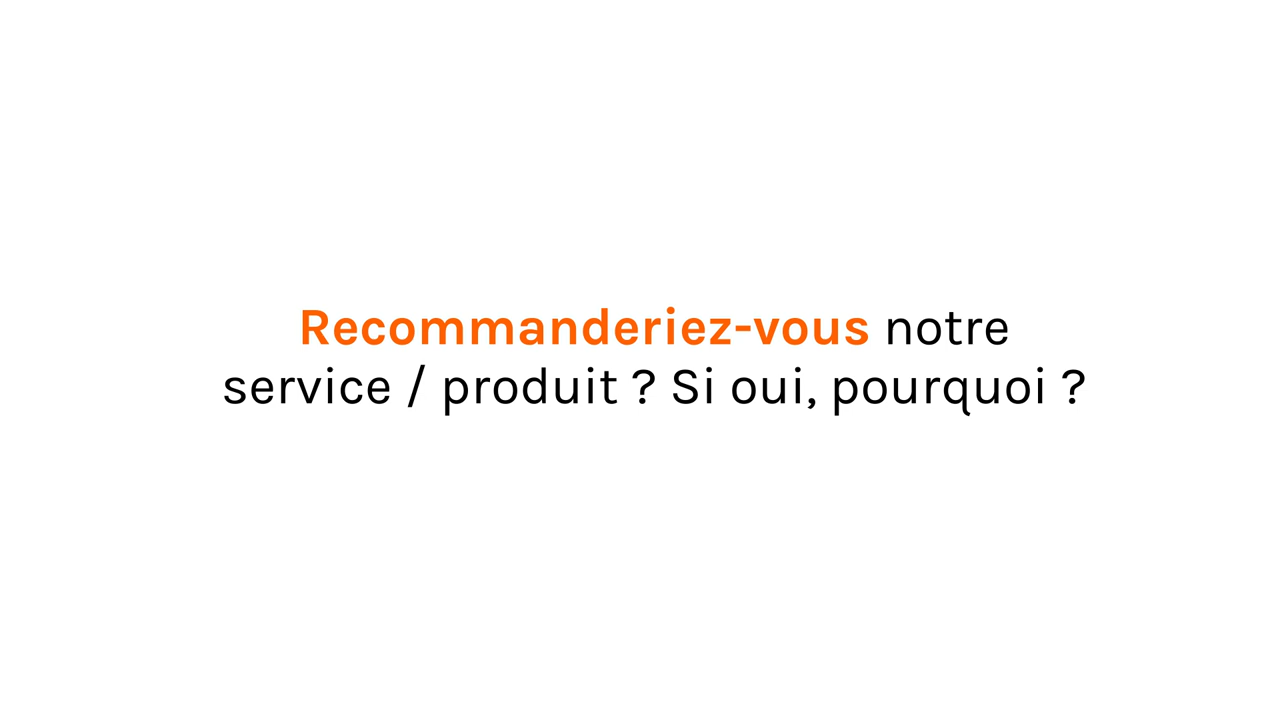 Recommanderiez-vous notre
service / produit ? Si oui, pourquoi ?